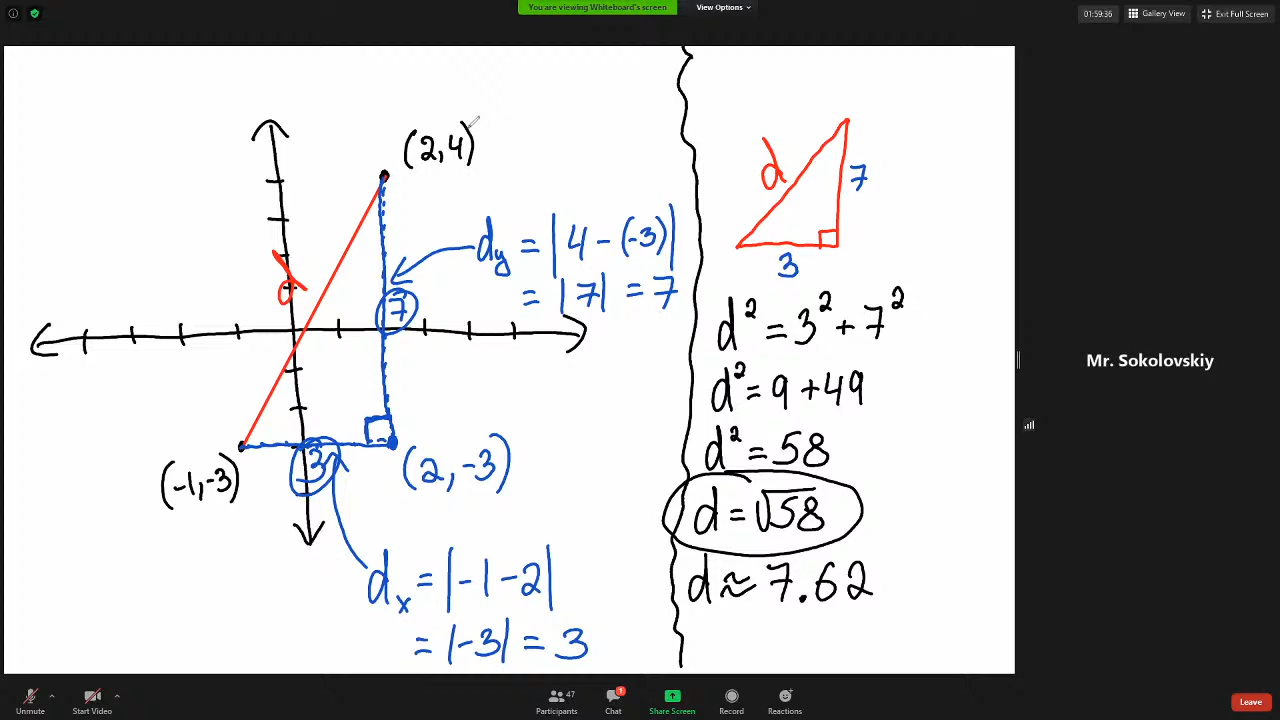 You are viewing Whiteboard's screen
View Options
01:59:36
Gallery View
Exit Full Screen
(2,4)
d
dy = |4-(-3)|
= |7| = 7
7
(-1,-3)
3
(2,-3)
dx = |-1-2|
= |-3| = 3
d
7
3
d² = 3² + 7²
d² = 9 + 49
d² = 58
d = √58
d ≈ 7.62
Mr. Sokolovskiy
Unmute
Start Video
Participants
47
Chat
1
Share Screen
Record
Reactions
Leave